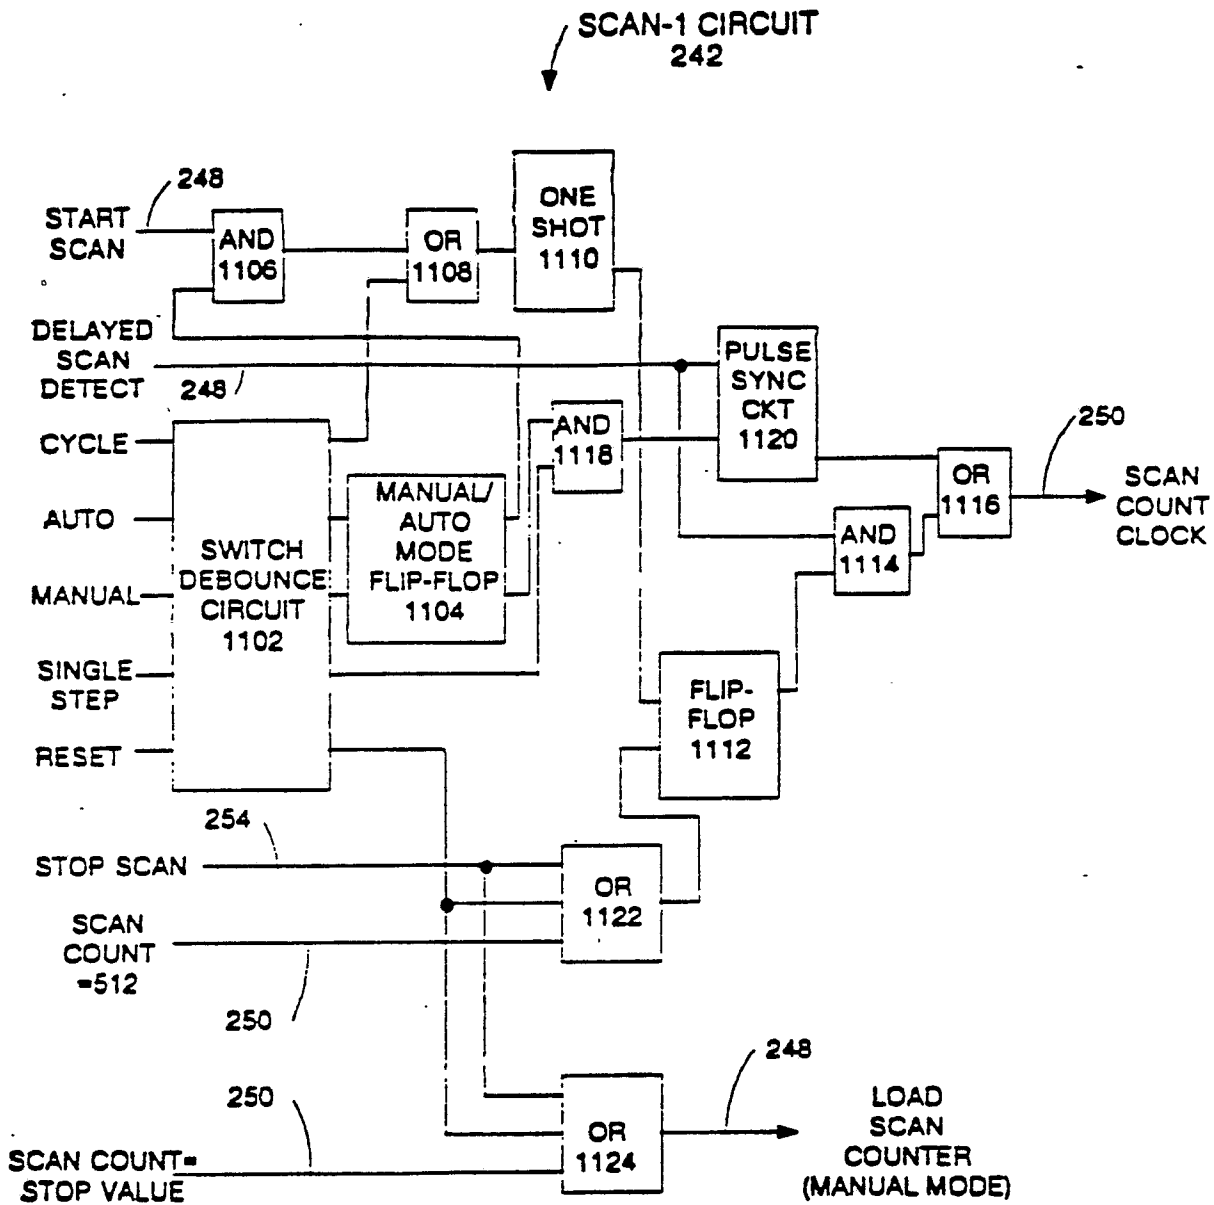 SCAN-1 CIRCUIT
242
248
START
SCAN
AND
1106
OR
1108
ONE
SHOT
1110
DELAYED
SCAN
DETECT
248
PULSE
SYNC
CKT
1120
CYCLE
AND
1118
250
SCAN
COUNT
CLOCK
OR
1116
MANUAL/
AUTO
MODE
FLIP-FLOP
1104
AUTO
AND
1114
SWITCH
DEBOUNCE
CIRCUIT
1102
MANUAL
SINGLE
STEP
FLIP-
FLOP
1112
RESET
254
STOP SCAN
OR
1122
SCAN
COUNT
=512
250
248
250
LOAD
SCAN
COUNTER
(MANUAL MODE)
OR
1124
SCAN COUNT=
STOP VALUE